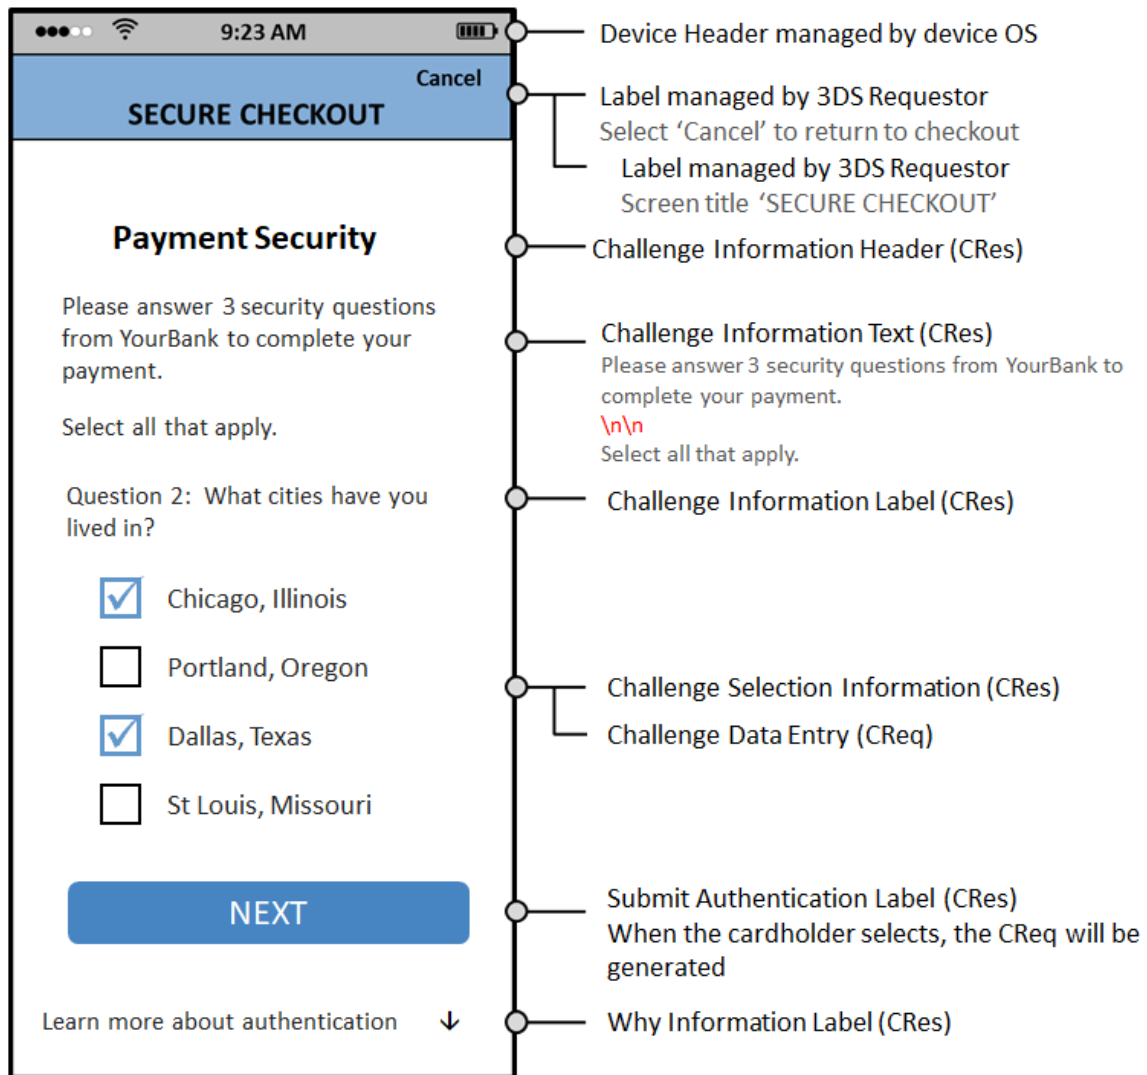 9:23 AM
Cancel
SECURE CHECKOUT
Payment Security
Please answer 3 security questions
from YourBank to complete your
payment.
Select all that apply.
Question 2: What cities have you
lived in?
Chicago, Illinois
Portland, Oregon
Dallas, Texas
St Louis, Missouri
NEXT
Learn more about authentication
Device Header managed by device OS
Label managed by 3DS Requestor
Select ‘Cancel’ to return to checkout
Label managed by 3DS Requestor
Screen title ‘SECURE CHECKOUT’
Challenge Information Header (CRes)
Challenge Information Text (CRes)
Please answer 3 security questions from YourBank to
complete your payment.
\n\n
Select all that apply.
Challenge Information Label (CRes)
Challenge Selection Information (CRes)
Challenge Data Entry (CReq)
Submit Authentication Label (CRes)
When the cardholder selects, the CReq will be
generated
Why Information Label (CRes)